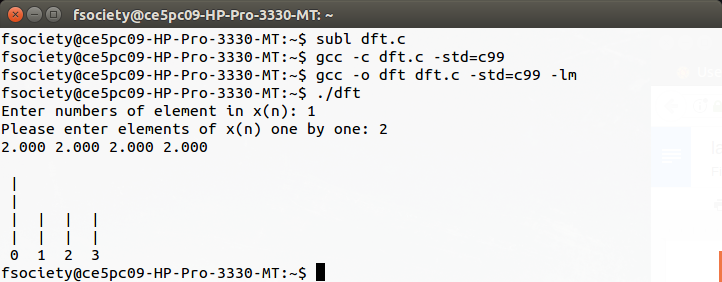 fsociety@ce5pc09-HP-Pro-3330-MT: ~
fsociety@ce5pc09-HP-Pro-3330-MT:~$ subl dft.c
fsociety@ce5pc09-HP-Pro-3330-MT:~$ gcc -c dft.c -std=c99
fsociety@ce5pc09-HP-Pro-3330-MT:~$ gcc -o dft dft.c -std=c99 -lm
fsociety@ce5pc09-HP-Pro-3330-MT:~$ ./dft
Enter numbers of element in x(n): 1
Please enter elements of x(n) one by one: 2
2.000 2.000 2.000 2.000
|
|
| | | |
| | | |
0 1 2 3
fsociety@ce5pc09-HP-Pro-3330-MT:~$